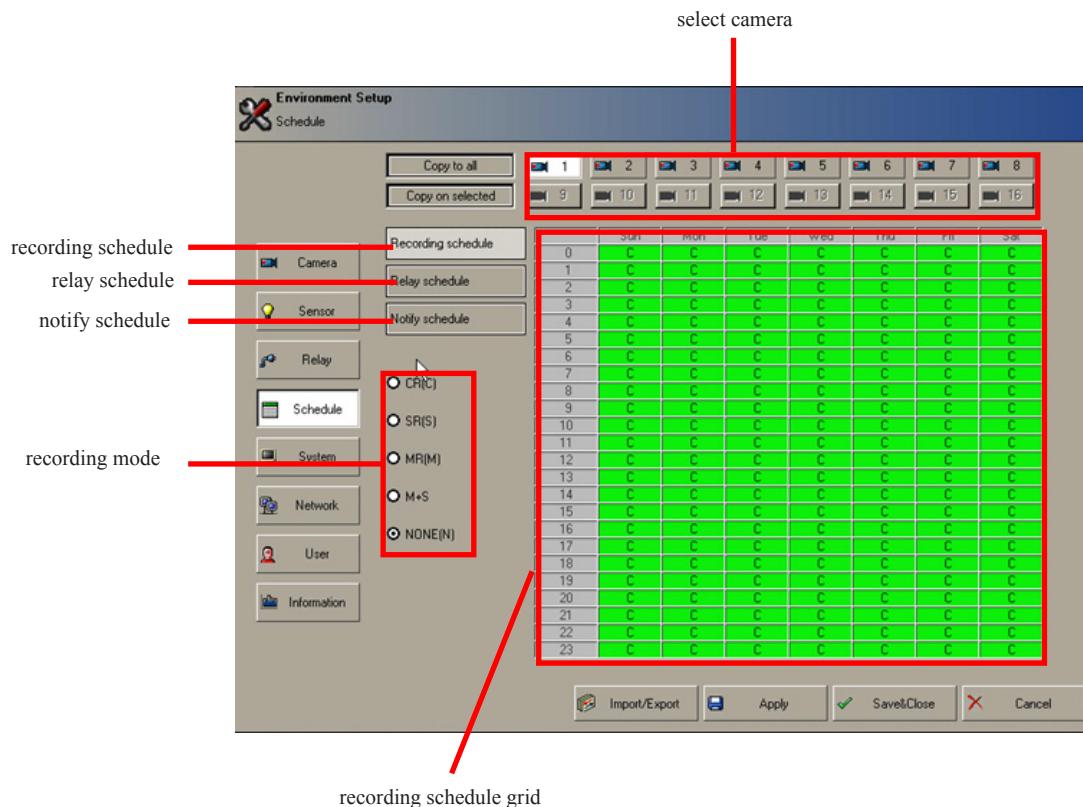 select camera
Environment Setup
Schedule
Copy to all
1 2 3 4 5 6 7 8
Copy on selected
9 10 11 12 13 14 15 16
recording schedule
relay schedule
notify schedule
recording mode
Camera
Sensor
Relay
Schedule
System
Network
User
Information
Recording schedule
Relay schedule
Notify schedule
CR(C)
SR(S)
MR(M)
M+S
NONE(N)
Sun Mon Tue Wed Thu Fri Sat
0 C C C C C C C
1 C C C C C C C
2 C C C C C C C
3 C C C C C C C
4 C C C C C C C
5 C C C C C C C
6 C C C C C C C
7 C C C C C C C
8 C C C C C C C
9 C C C C C C C
10 C C C C C C C
11 C C C C C C C
12 C C C C C C C
13 C C C C C C C
14 C C C C C C C
15 C C C C C C C
16 C C C C C C C
17 C C C C C C C
18 C C C C C C C
19 C C C C C C C
20 C C C C C C C
21 C C C C C C C
22 C C C C C C C
23 C C C C C C C
Import/Export
Apply
Save&Close
Cancel
recording schedule grid